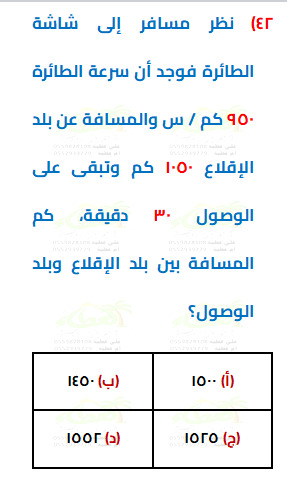 ٤٢) نظر مسافر إلى شاشة
الطائرة فوجد أن سرعة الطائرة
٩٥٠ كم / س والمسافة عن بلد
الإقلاع ١٠٥٠ كم وتبقى على
الوصول ٣٠ دقيقة، كم
المسافة بين بلد الإقلاع وبلد
الوصول؟
(أ) ١٥٠٠ (ب) ١٤٥٠
(ج) ١٥٢٥ (د) ١٥٥٢